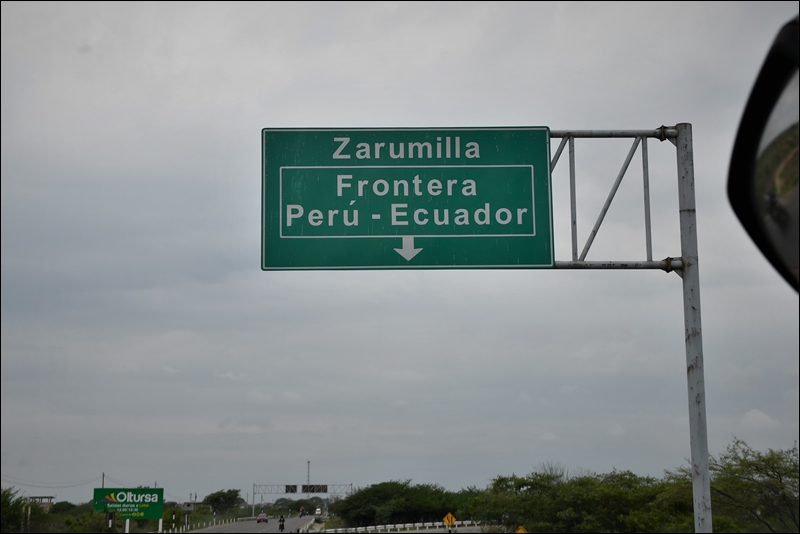 Zarumilla
Frontera
Perú - Ecuador
Oltursa